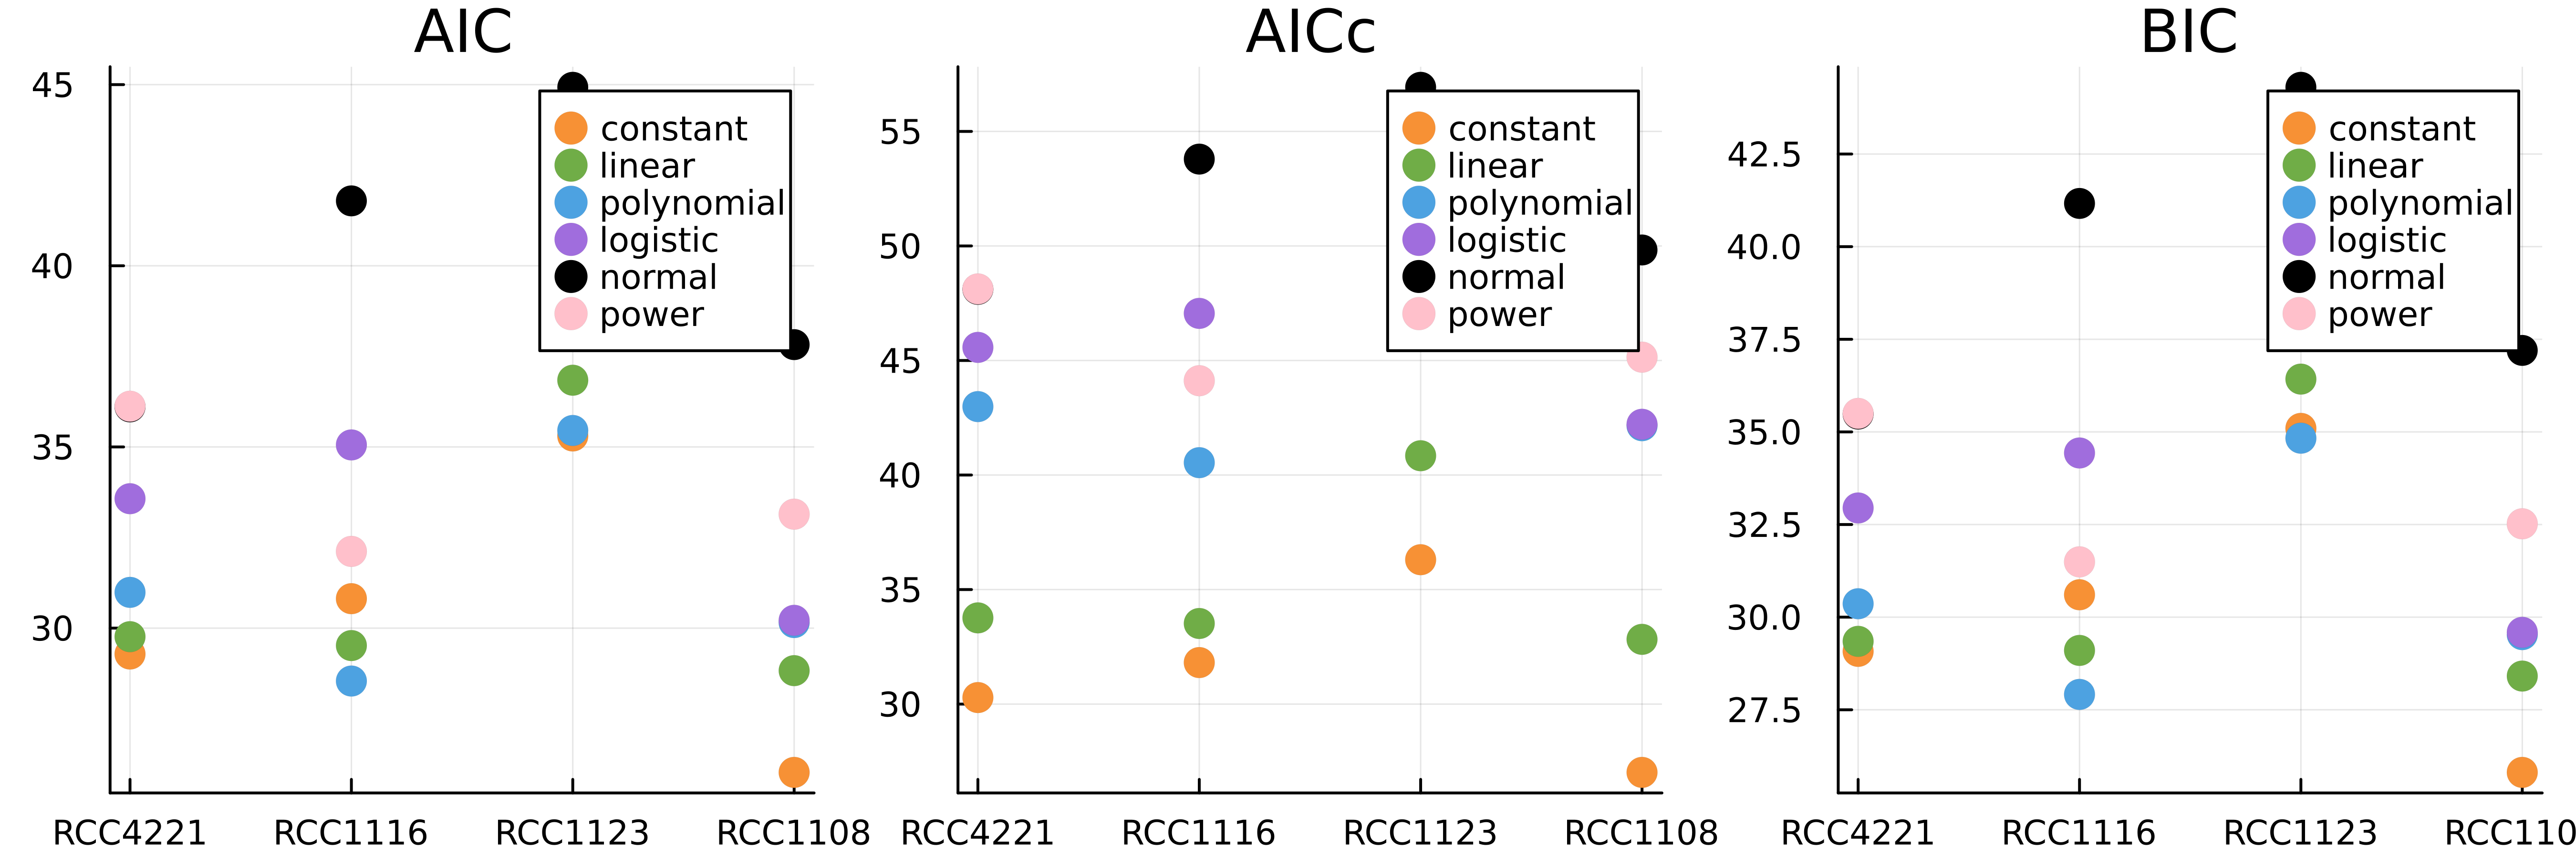 AIC
45
40
35
30
constant
linear
polynomial
logistic
normal
power
RCC4221
RCC1116
RCC1123
RCC1108
AICc
55
50
45
40
35
30
constant
linear
polynomial
logistic
normal
power
RCC4221
RCC1116
RCC1123
RCC1108
BIC
42.5
40.0
37.5
35.0
32.5
30.0
27.5
constant
linear
polynomial
logistic
normal
power
RCC4221
RCC1116
RCC1123
RCC110